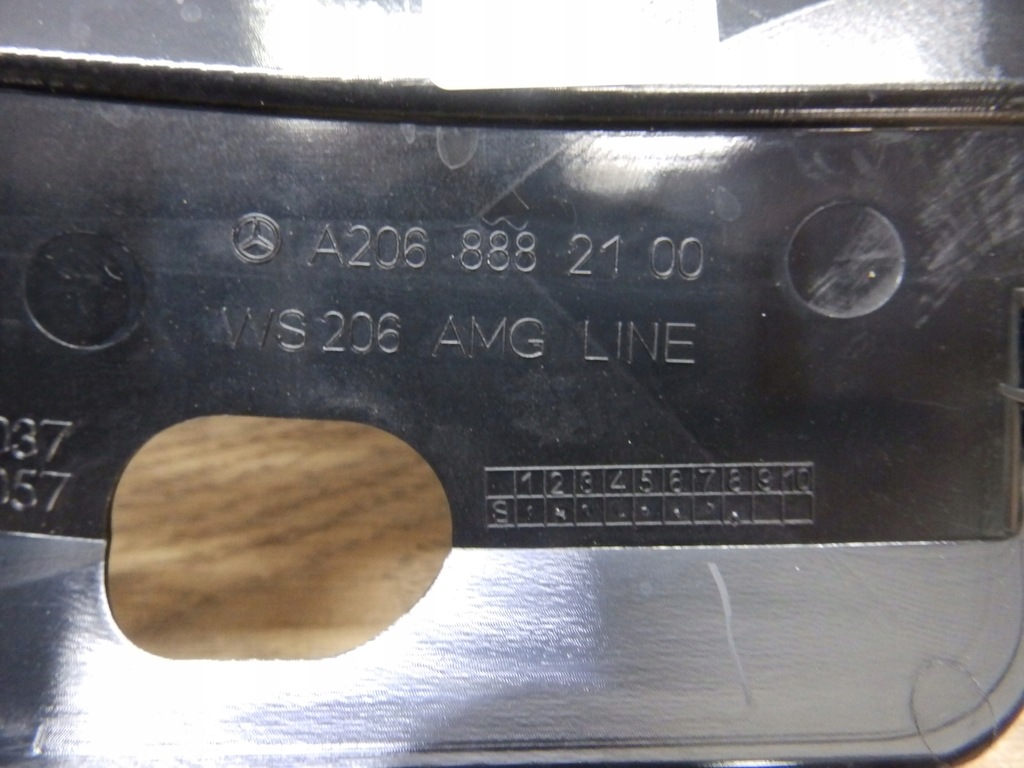 A206 888 21 00
WS 206 AMG LINE
037
057
1 2 3 4 5 6 7 8 9 10
S